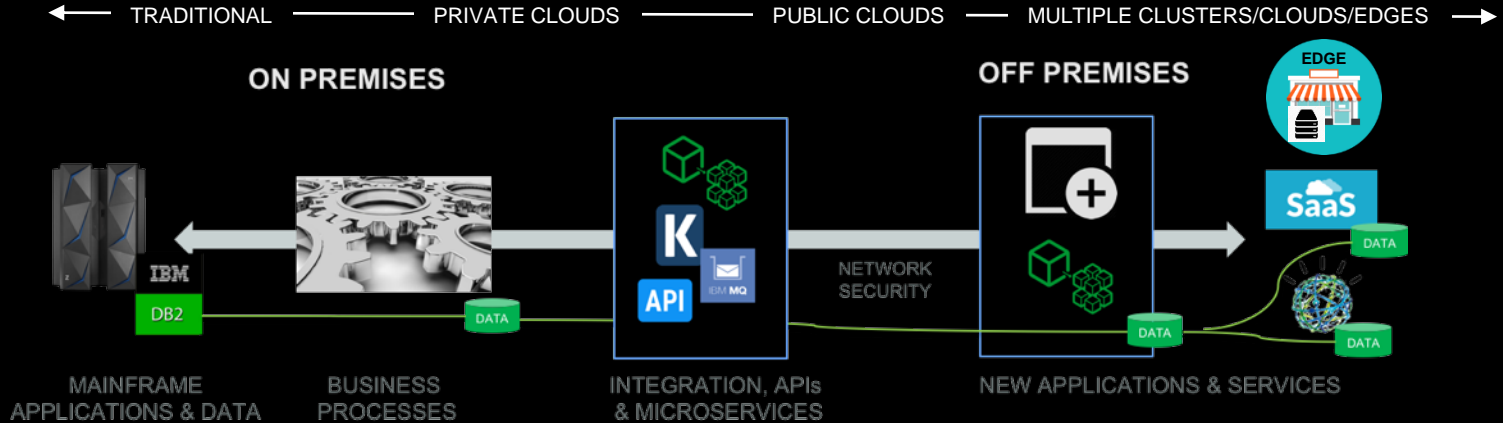 TRADITIONAL
PRIVATE CLOUDS
PUBLIC CLOUDS
MULTIPLE CLUSTERS/CLOUDS/EDGES
ON PREMISES
OFF PREMISES
EDGE
SaaS
DATA
K
IBM MQ
API
NETWORK
SECURITY
IBM
DB2
DATA
DATA
DATA
MAINFRAME
APPLICATIONS & DATA
BUSINESS
PROCESSES
INTEGRATION, APIs
& MICROSERVICES
NEW APPLICATIONS & SERVICES